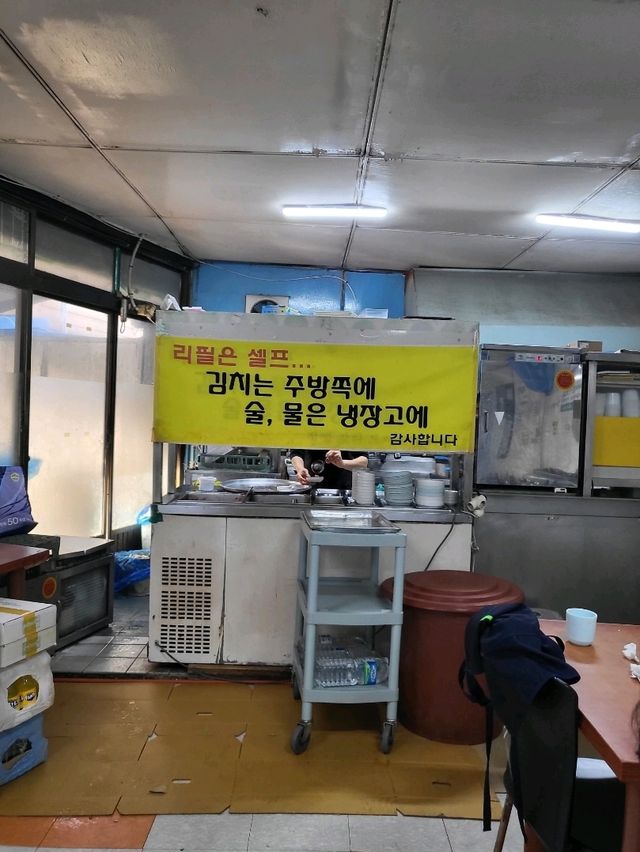 리필은 셀프...
김치는 주방쪽에
술, 물은 냉장고에
감사합니다
50